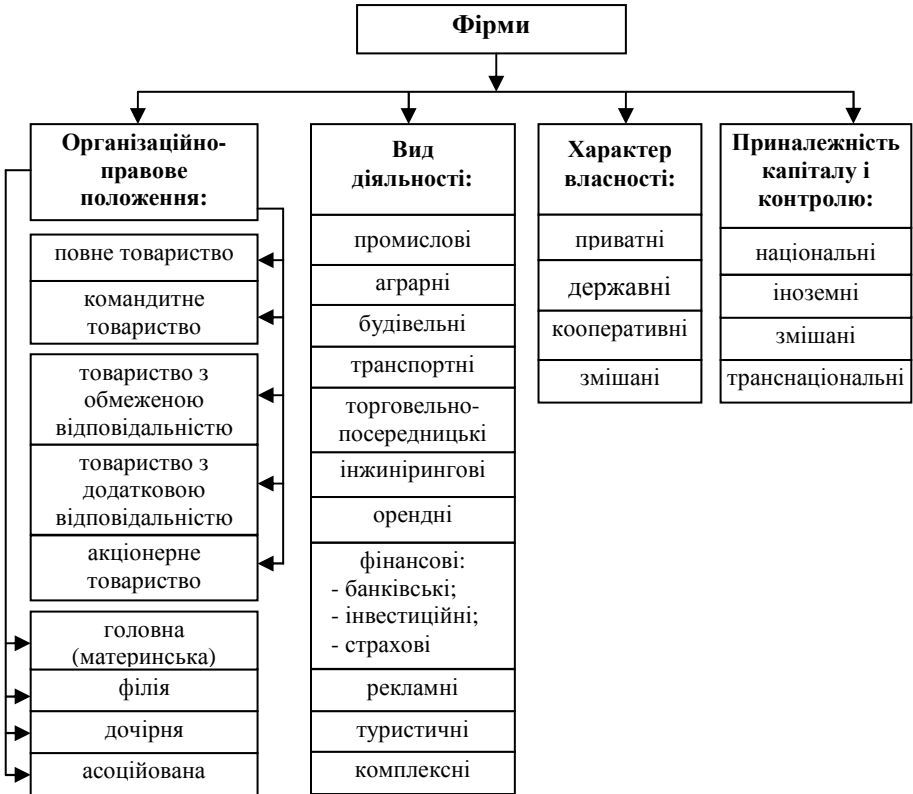 Фірми
Організаційно-
правове
положення:
повне товариство
командитне
товариство
товариство з
обмеженою
відповідальністю
товариство з
додатковою
відповідальністю
акціонерне
товариство
головна
(материнська)
філія
дочірня
асоційована
Вид
діяльності:
промислові
аграрні
будівельні
транспортні
торговельно-
посередницькі
інжинірингові
орендні
фінансові:
- банківські;
- інвестиційні;
- страхові
рекламні
туристичні
комплексні
Характер
власності:
приватні
державні
кооперативні
змішані
Приналежність
капіталу і
контролю:
національні
іноземні
змішані
транснаціональні